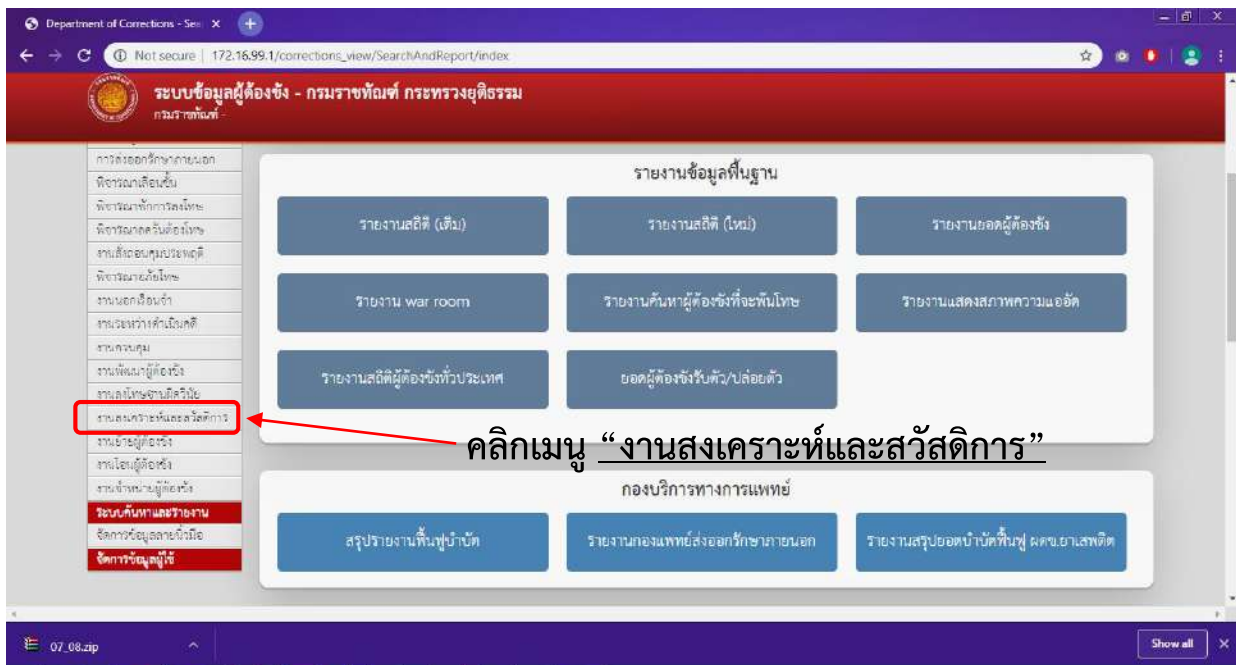 Department of Corrections - Sea
Not secure | 172.16.99.1/corrections_view/SearchAndReport/index
ระบบข้อมูลผู้ต้องขัง - กรมราชทัณฑ์ กระทรวงยุติธรรม
กรมราชทัณฑ์ -
การส่งออกรักษาภายนอก
พิจารณาเลื่อนชั้น
พิจารณาพักการลงโทษ
พิจารณาลดวันต้องโทษ
งานสั่งสอบคุมประพฤติ
พิจารณาอภัยโทษ
งานนอกเรือนจำ
งานระหว่างดำเนินคดี
งานควบคุม
งานพัฒนาผู้ต้องขัง
งานลงโทษฐานผิดวินัย
งานสงเคราะห์และสวัสดิการ
งานย้ายผู้ต้องขัง
งานโอนผู้ต้องขัง
งานจำหน่ายผู้ต้องขัง
ระบบค้นหาและรายงาน
จัดการข้อมูลลายนิ้วมือ
จัดการข้อมูลผู้ใช้
รายงานข้อมูลพื้นฐาน
รายงานสถิติ (เดิม)
รายงานสถิติ (ใหม่)
รายงานยอดผู้ต้องขัง
รายงาน war room
รายงานค้นหาผู้ต้องขังที่จะพ้นโทษ
รายงานแสดงสภาพความแออัด
รายงานสถิติผู้ต้องขังทั่วประเทศ
ยอดผู้ต้องขังรับตัว/ปล่อยตัว
คลิกเมนู “งานสงเคราะห์และสวัสดิการ”
กองบริการทางการแพทย์
สรุปรายงานฟื้นฟูบำบัด
รายงานกองแพทย์ส่งออกรักษาภายนอก
รายงานสรุปยอดบำบัดฟื้นฟู ผตข.ยาเสพติด
07_08.zip
Show all